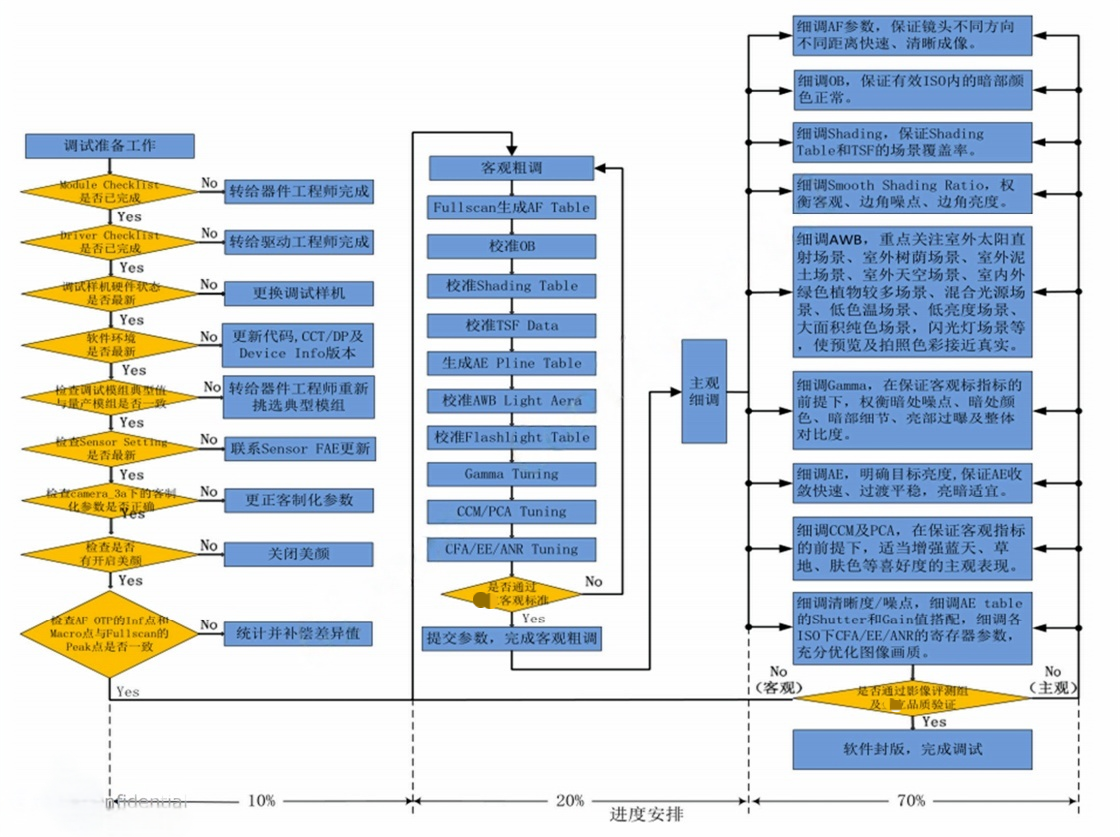 调试准备工作
Module Checklist
是否已完成
No
转给器件工程师完成
Yes
Driver Checklist
是否已完成
No
转给驱动工程师完成
Yes
调试样机硬件状态
是否最新
No
更换调试样机
Yes
软件环境
是否最新
No
更新代码,CCT/DP及
Device Info版本
Yes
检查调试模组典型值
与量产模组是否一致
No
转给器件工程师重新
挑选典型模组
Yes
检查Sensor Setting
是否最新
No
联系Sensor FAE更新
Yes
检查camera_3a下的客制
化参数是否正确
No
更正客制化参数
Yes
检查是否
有开启美颜
No
关闭美颜
Yes
检查AF OTP的Inf点和
Macro点与Fullscan的
Peak点是否一致
No
统计并补偿差异值
Yes
客观粗调
Fullscan生成AF Table
校准OB
校准Shading Table
校准TSF Data
生成AE Pline Table
校准AWB Light Aera
校准Flashlight Table
Gamma Tuning
CCM/PCA Tuning
CFA/EE/ANR Tuning
是否通过
客观标准
No
Yes
提交参数，完成客观粗调
主观
细调
细调AF参数，保证镜头不同方向
不同距离快速、清晰成像。
细调OB，保证有效ISO内的暗部颜
色正常。
细调Shading，保证Shading
Table和TSF的场景覆盖率。
细调Smooth Shading Ratio，权
衡客观、边角噪点、边角亮度。
细调AWB，重点关注室外太阳直
射场景、室外树荫场景、室外泥
土场景、室外天空场景、室内外
绿色植物较多场景、混合光源场
景、低色温场景、低亮度场景、
大面积纯色场景，闪光灯场景等
，使预览及拍照色彩接近真实。
细调Gamma，在保证客观标指标的
前提下，权衡暗处噪点、暗处颜
色、暗部细节、亮部过曝及整体
对比度。
细调AE，明确目标亮度,保证AE收
敛快速、过渡平稳，亮暗适宜。
细调CCM及PCA，在保证客观指标
的前提下，适当增强蓝天、草
地、肤色等喜好度的主观表现。
细调清晰度/噪点，细调AE table
的Shutter和Gain值搭配，细调各
ISO下CFA/EE/ANR的寄存器参数，
充分优化图像画质。
No
（客观）
No
（主观）
是否通过影像评测组
及 品质验证
Yes
软件封版，完成调试
10%
20%
70%
进度安排